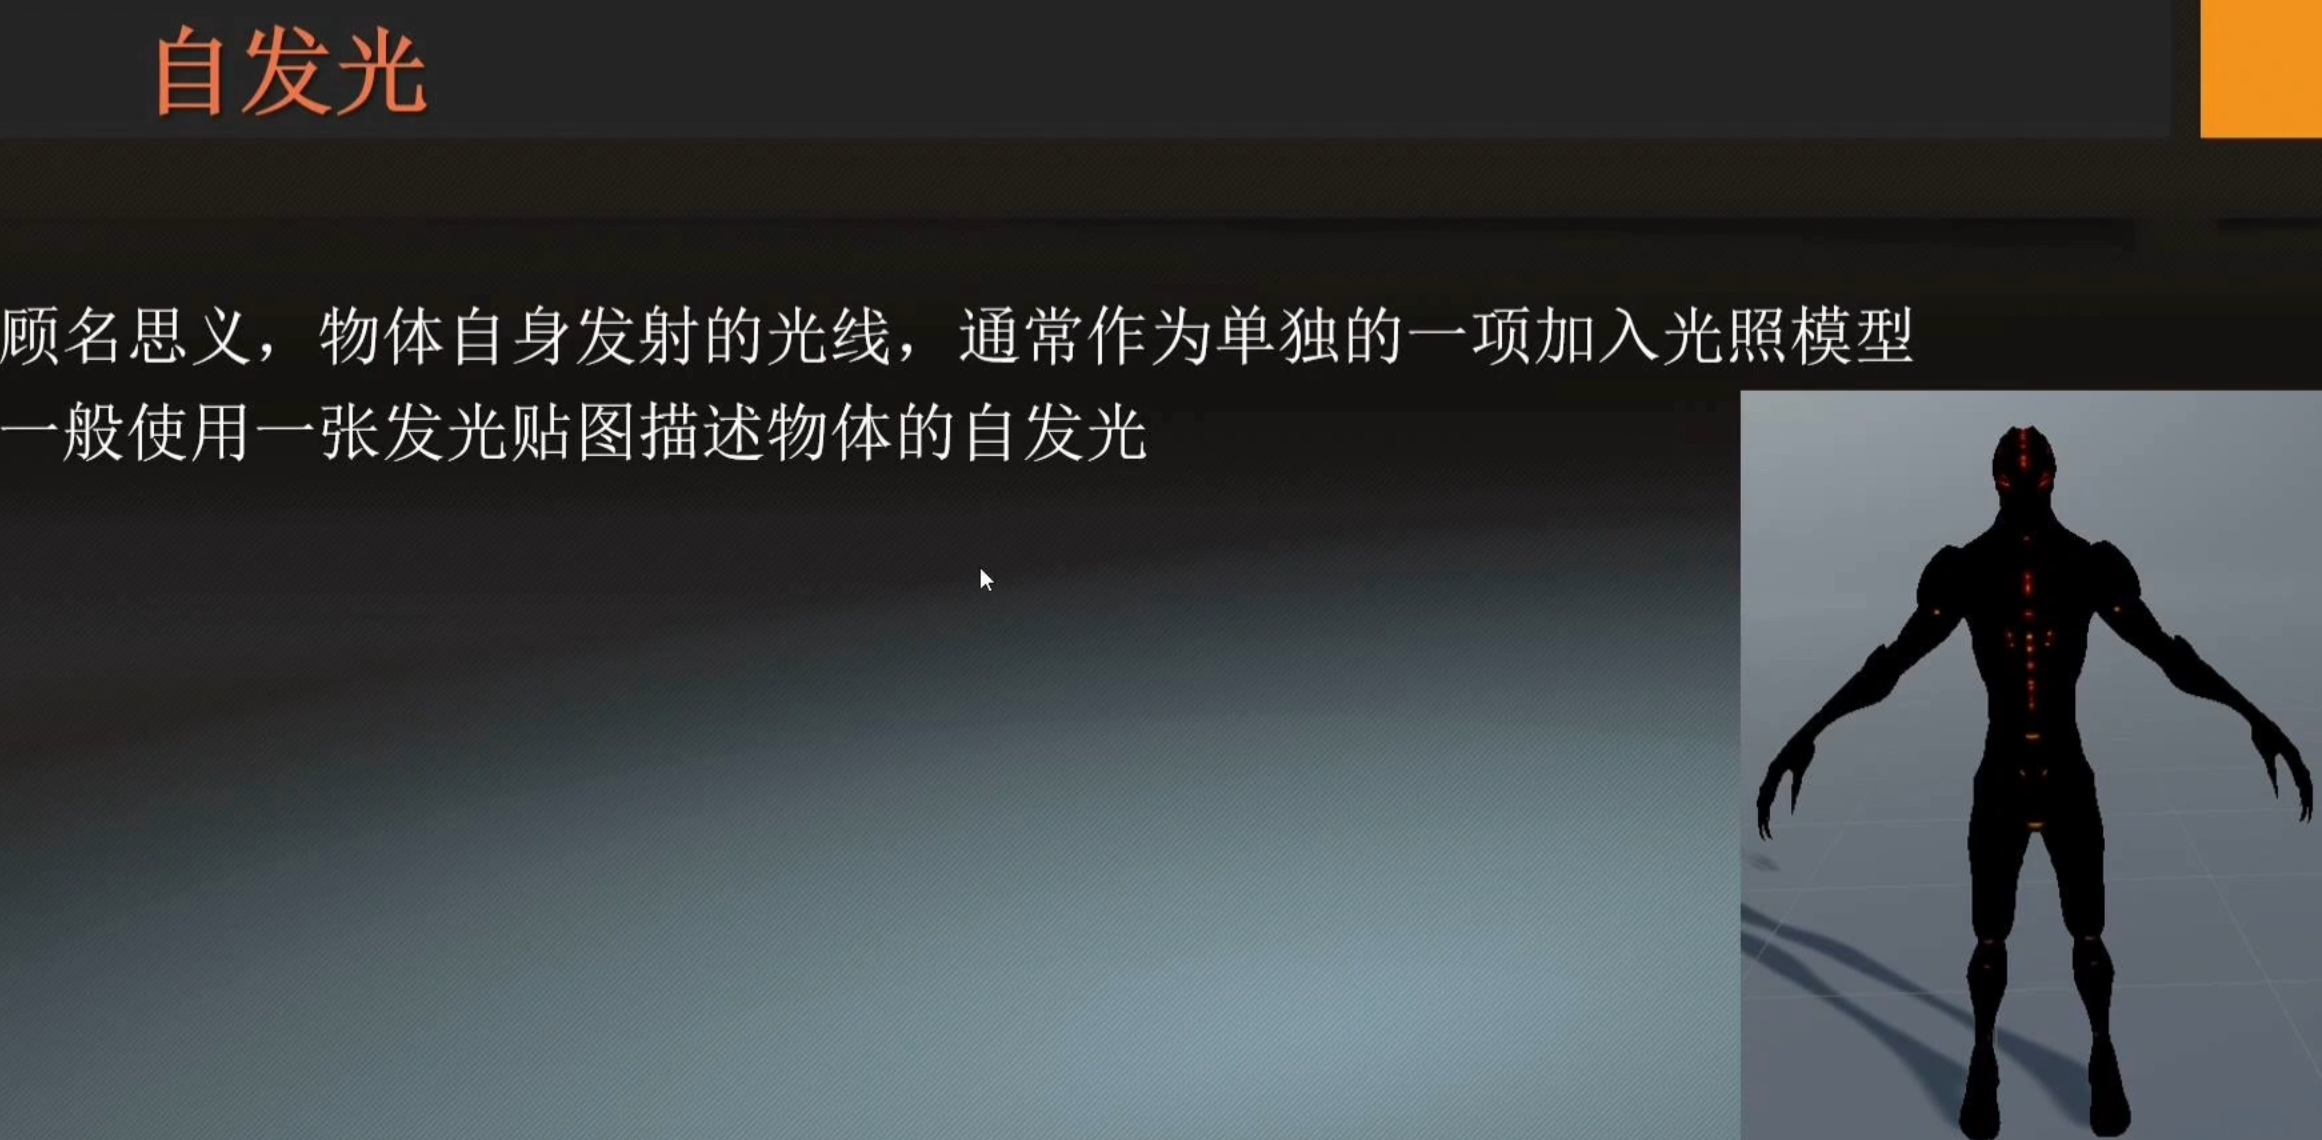 自发光
顾名思义，物体自身发射的光线，通常作为单独的一项加入光照模型
一般使用一张发光贴图描述物体的自发光